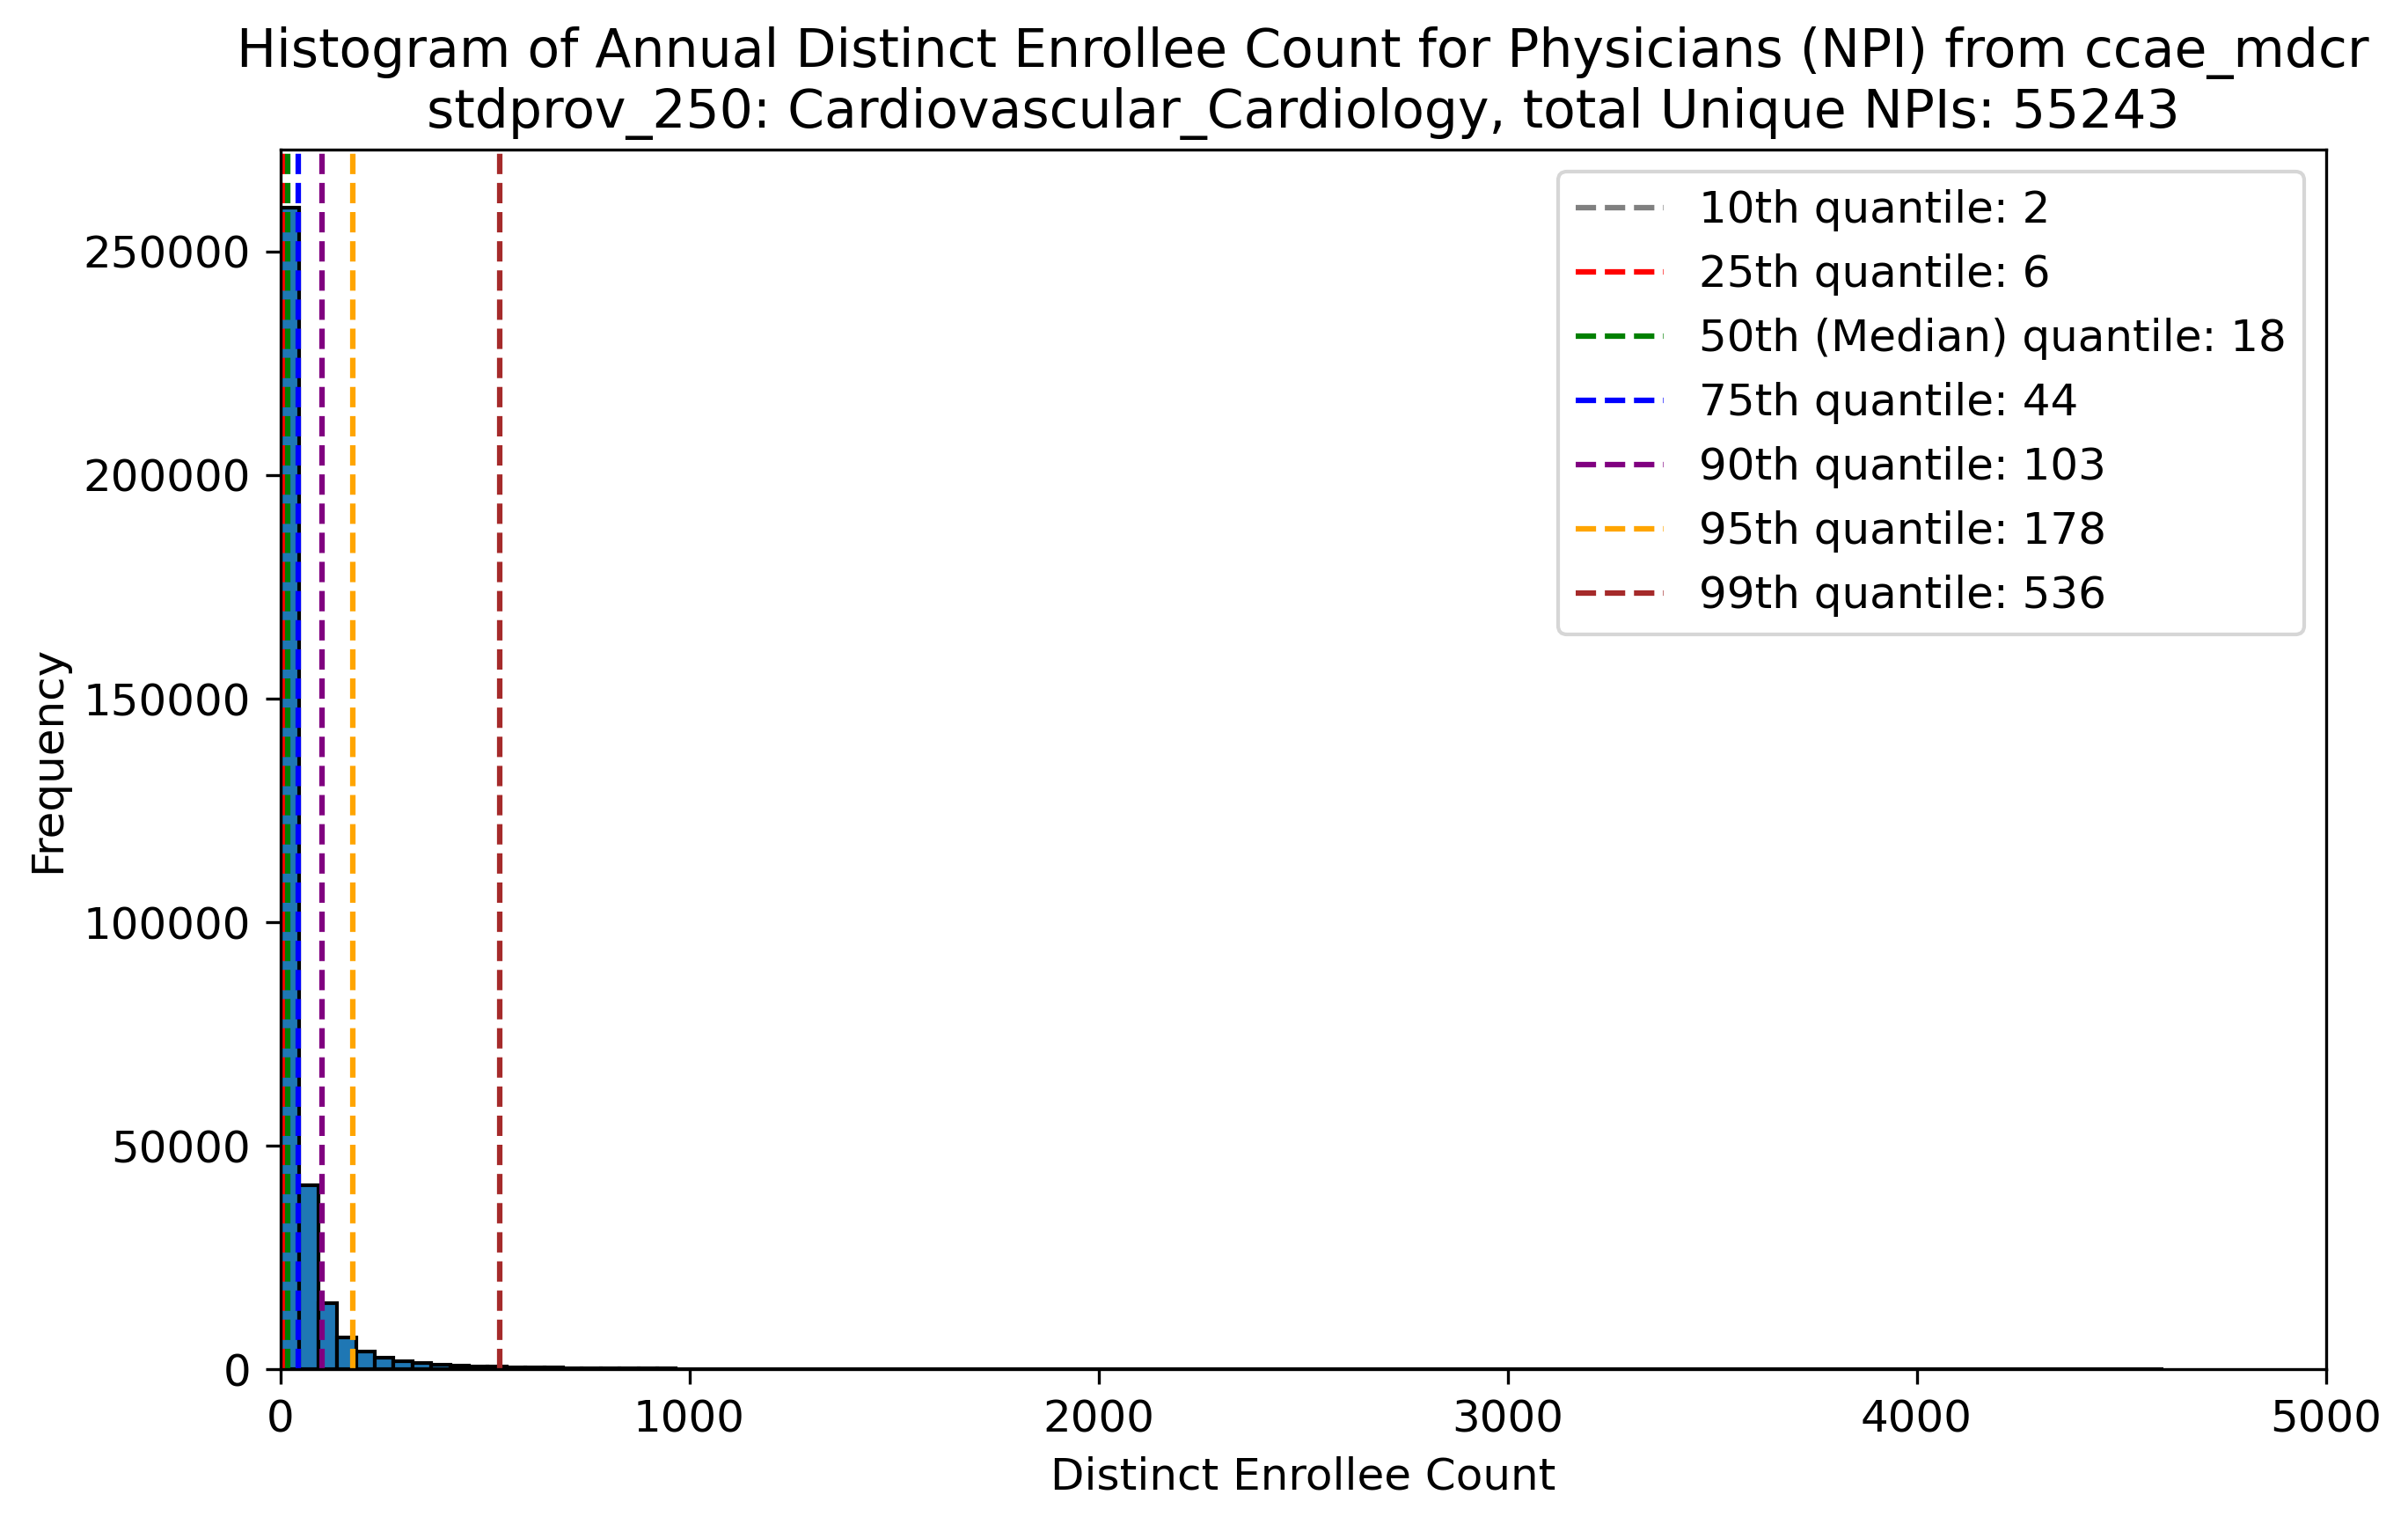 Histogram of Annual Distinct Enrollee Count for Physicians (NPI) from ccae_mdcr
stdprov_250: Cardiovascular_Cardiology, total Unique NPIs: 55243
10th quantile: 2
25th quantile: 6
50th (Median) quantile: 18
75th quantile: 44
90th quantile: 103
95th quantile: 178
99th quantile: 536
Frequency
250000
200000
150000
100000
50000
0
0 1000 2000 3000 4000 5000
Distinct Enrollee Count